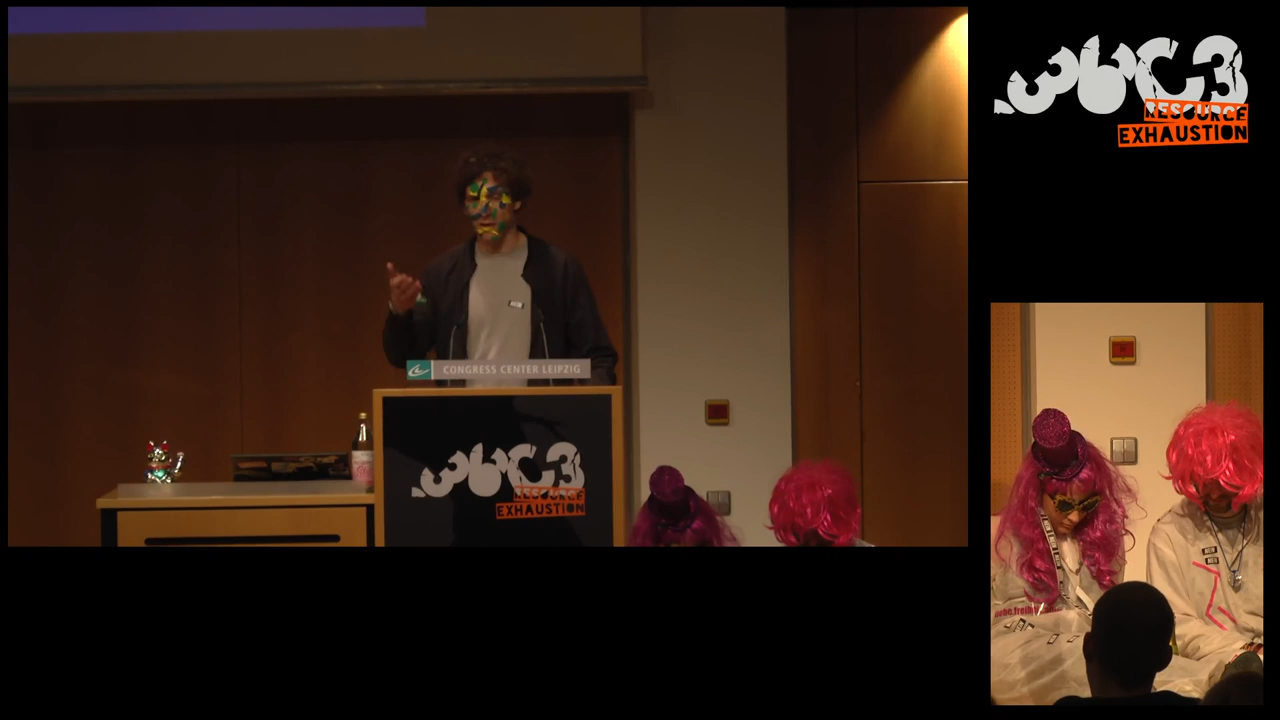 36C3
RESOURCE
EXHAUSTION
CONGRESS CENTER LEIPZIG
36C3
RESOURCE
EXHAUSTION